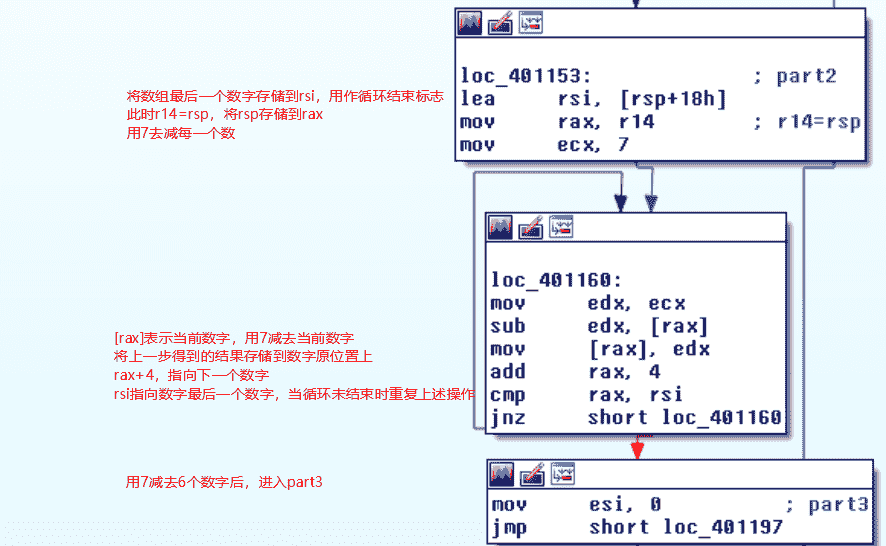 loc_401153: ; part2
lea rsi, [rsp+18h]
mov rax, r14 ; r14=rsp
mov ecx, 7
将数组最后一个数字存储到rsi，用作循环结束标志
此时r14=rsp，将rsp存储到rax
用7去减每一个数
loc_401160:
mov edx, ecx
sub edx, [rax]
mov [rax], edx
add rax, 4
cmp rax, rsi
jnz short loc_401160
[rax]表示当前数字，用7减去当前数字
将上一步得到的结果存储到数字原位置上
rax+4，指向下一个数字
rsi指向数字最后一个数字，当循环未结束时重复上述操作
用7减去6个数字后，进入part3
mov esi, 0 ; part3
jmp short loc_401197